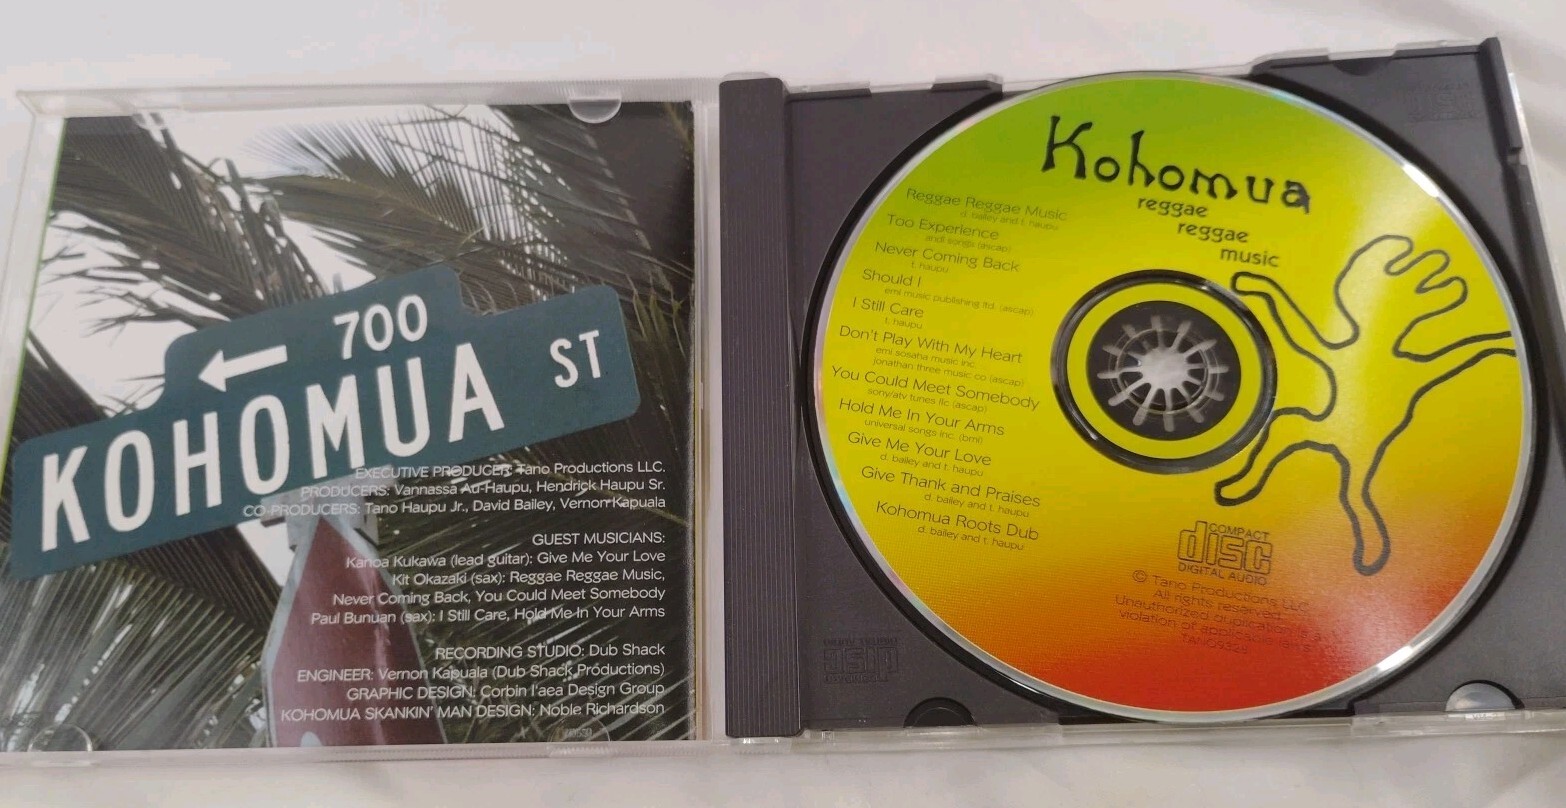 700
KOHOMUA ST
EXECUTIVE PRODUCER: Tano Productions LLC.
PRODUCERS: Vannassa Au-Haupu, Hendrick Haupu Sr.
CO-PRODUCERS: Tano Haupu Jr., David Bailey, Vernon Kapuala
GUEST MUSICIANS:
Kanoa Kukawa (lead guitar): Give Me Your Love
Kit Okazaki (sax): Reggae Reggae Music,
Never Coming Back, You Could Meet Somebody
Paul Bunuan (sax): I Still Care, Hold Me In Your Arms
RECORDING STUDIO: Dub Shack
ENGINEER: Vernon Kapuala (Dub Shack Productions)
GRAPHIC DESIGN: Corbin I'aea Design Group
KOHOMUA SKANKIN' MAN DESIGN: Noble Richardson
Kohomua
reggae
reggae
music
Reggae Reggae Music
d. bailey and t. haupu
Too Experience
andi songs (ascap)
Never Coming Back
t. haupu
Should I
emi music publishing ltd. (ascap)
I Still Care
t. haupu
Don't Play With My Heart
emi sosaha music inc.
jonathan three music co (ascap)
You Could Meet Somebody
sony/atv tunes llc (ascap)
Hold Me In Your Arms
universal songs inc. (bmi)
Give Me Your Love
d. bailey and t. haupu
Give Thank and Praises
d. bailey and t. haupu
Kohomua Roots Dub
d. bailey and t. haupu
COMPACT
disc
DIGITAL AUDIO
© Tano Productions LLC
All rights reserved.
Unauthorized duplication is a
violation of applicable